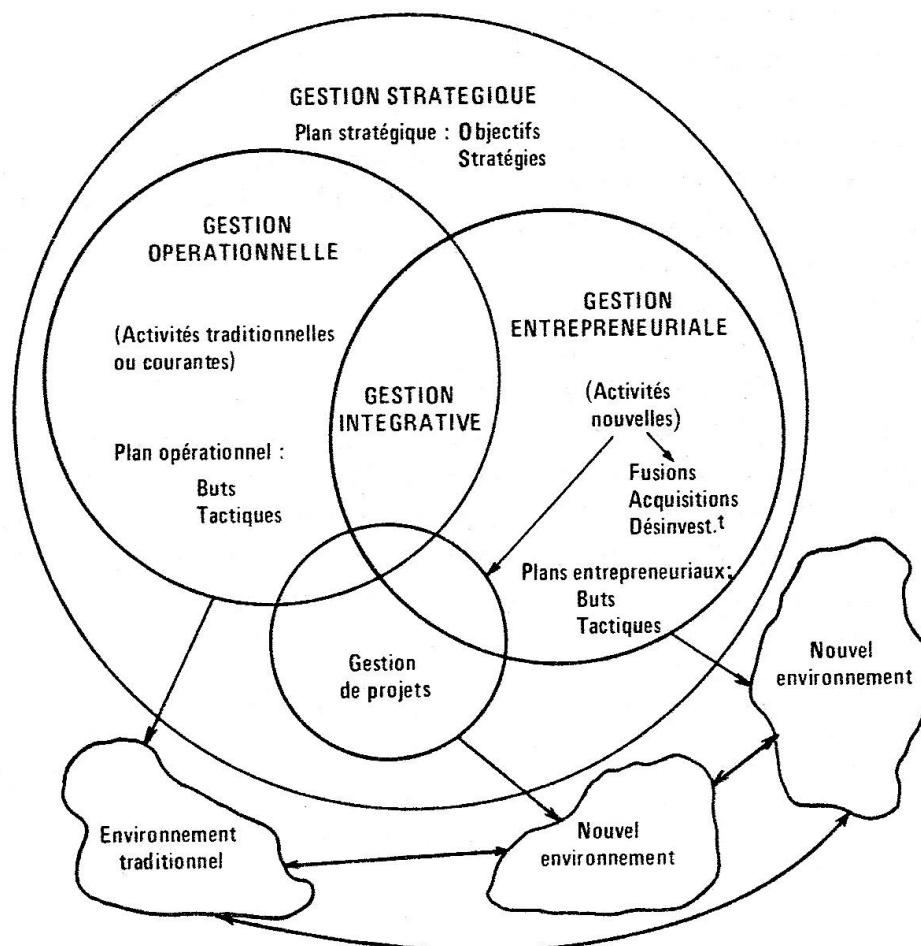 GESTION STRATEGIQUE
Plan stratégique : Objectifs
Stratégies
GESTION
OPERATIONNELLE
(Activités traditionnelles
ou courantes)
Plan opérationnel :
Buts
Tactiques
GESTION
INTEGRATIVE
GESTION
ENTREPRENEURIALE
(Activités
nouvelles)
Fusions
Acquisitions
Désinvest.t
Plans entrepreneuriaux:
Buts
Tactiques
Gestion
de projets
Nouvel
environnement
Environnement
traditionnel
Nouvel
environnement